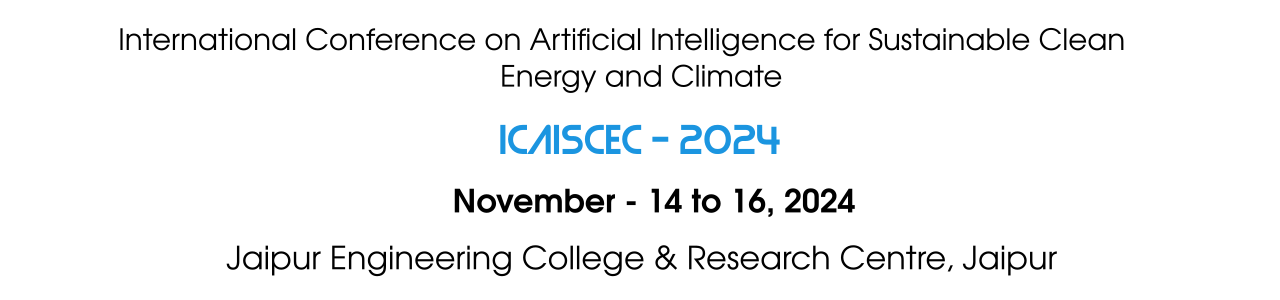 International Conference on Artificial Intelligence for Sustainable Clean
Energy and Climate
ICAISCEC - 2024
November - 14 to 16, 2024
Jaipur Engineering College & Research Centre, Jaipur